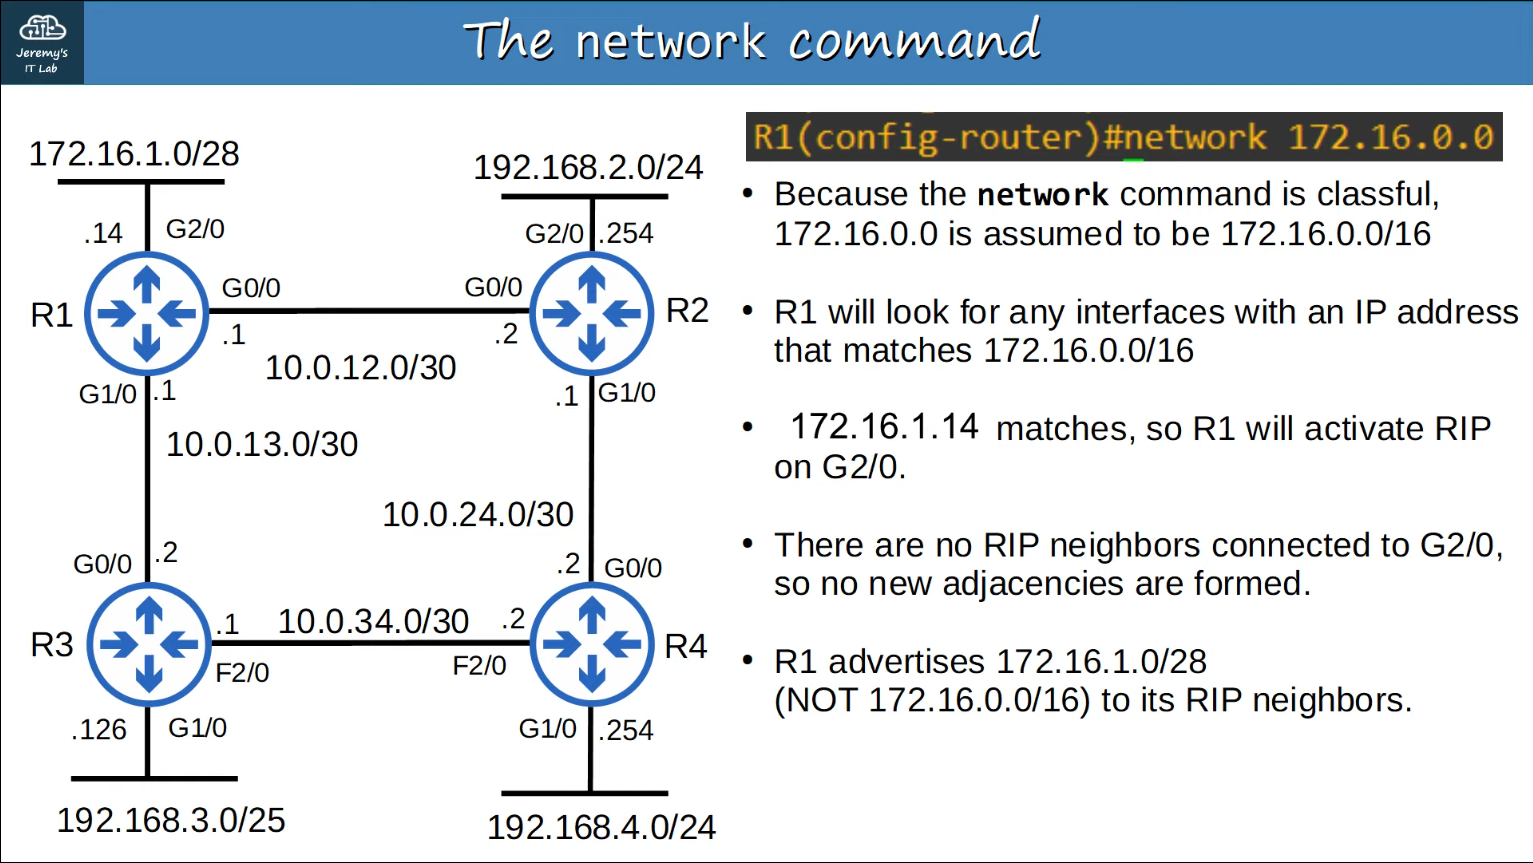 Jeremy's
IT Lab
The network command
172.16.1.0/28
192.168.2.0/24
.14
G2/0
G2/0
.254
R1
G0/0
G0/0
R2
.1
.2
10.0.12.0/30
G1/0
.1
.1
G1/0
10.0.13.0/30
10.0.24.0/30
G0/0
.2
.2
G0/0
R3
.1
10.0.34.0/30
.2
R4
F2/0
F2/0
.126
G1/0
G1/0
.254
192.168.3.0/25
192.168.4.0/24
R1(config-router)#network 172.16.0.0
• Because the network command is classful,
172.16.0.0 is assumed to be 172.16.0.0/16
• R1 will look for any interfaces with an IP address
that matches 172.16.0.0/16
• 172.16.1.14 matches, so R1 will activate RIP
on G2/0.
• There are no RIP neighbors connected to G2/0,
so no new adjacencies are formed.
• R1 advertises 172.16.1.0/28
(NOT 172.16.0.0/16) to its RIP neighbors.